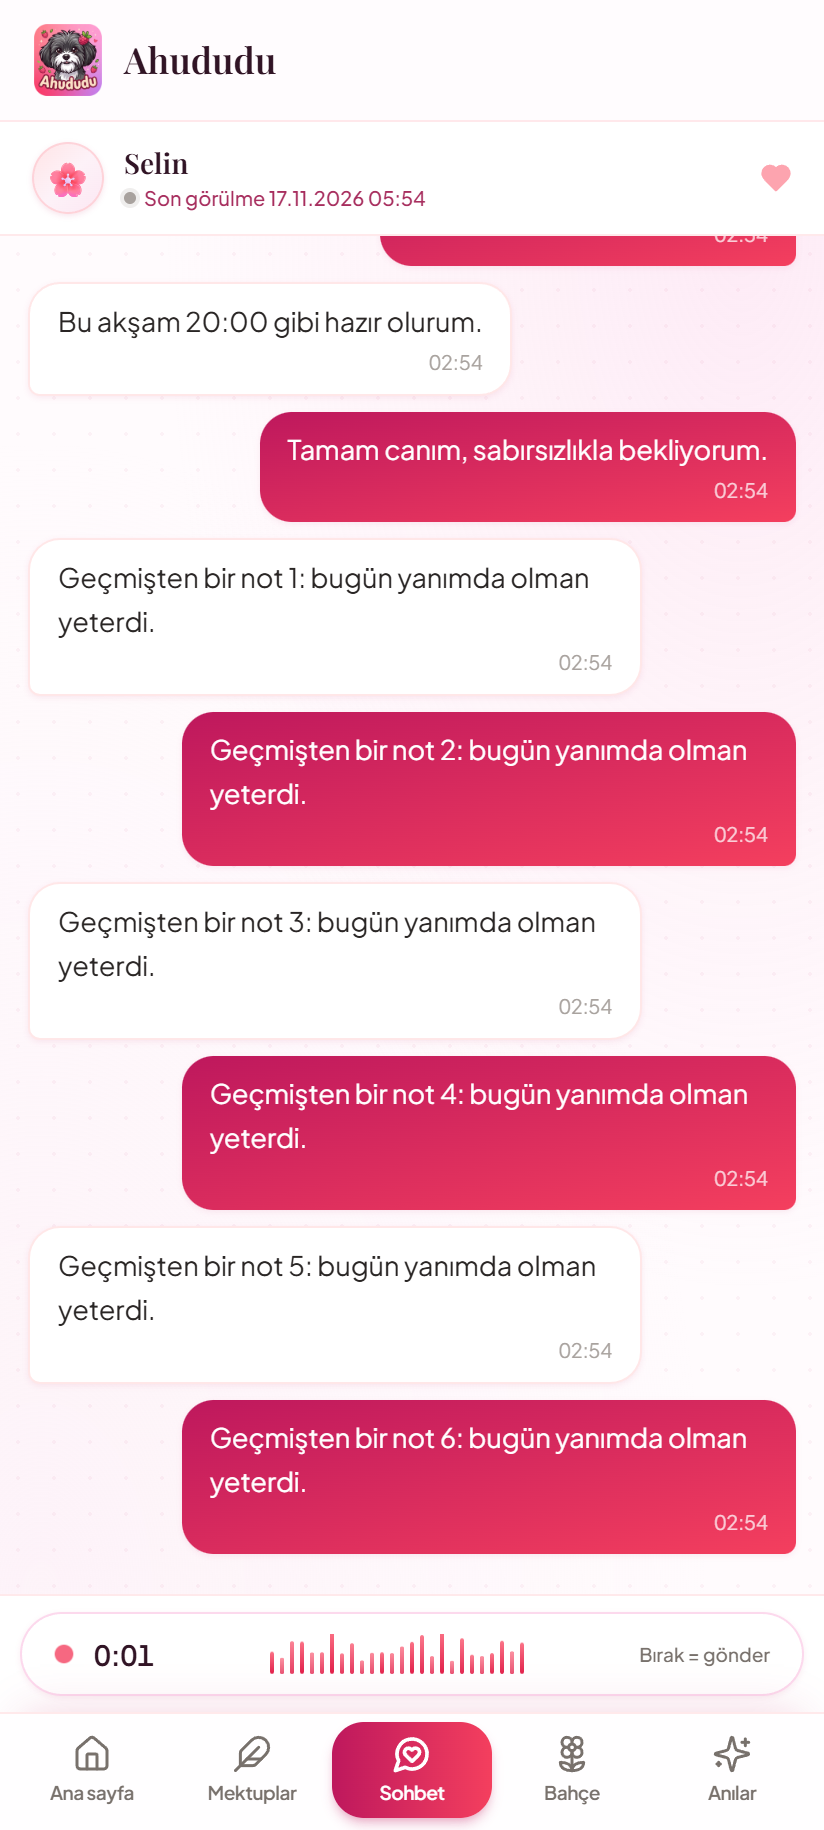 Ahududu
Ahududu
Selin
Son görülme 17.11.2026 05:54
02:54
Bu akşam 20:00 gibi hazır olurum.
02:54
Tamam canım, sabırsızlıkla bekliyorum.
02:54
Geçmişten bir not 1: bugün yanımda olman
yeterdi.
02:54
Geçmişten bir not 2: bugün yanımda olman
yeterdi.
02:54
Geçmişten bir not 3: bugün yanımda olman
yeterdi.
02:54
Geçmişten bir not 4: bugün yanımda olman
yeterdi.
02:54
Geçmişten bir not 5: bugün yanımda olman
yeterdi.
02:54
Geçmişten bir not 6: bugün yanımda olman
yeterdi.
02:54
0:01
Bırak = gönder
Ana sayfa
Mektuplar
Sohbet
Bahçe
Anılar